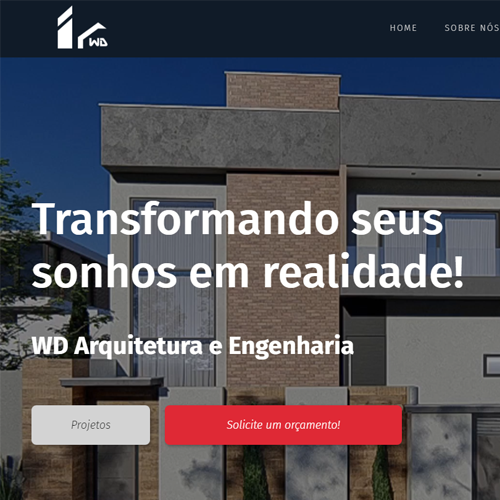 WD
HOME SOBRE NÓS
Transformando seus
sonhos em realidade!
WD Arquitetura e Engenharia
Projetos Solicite um orçamento!